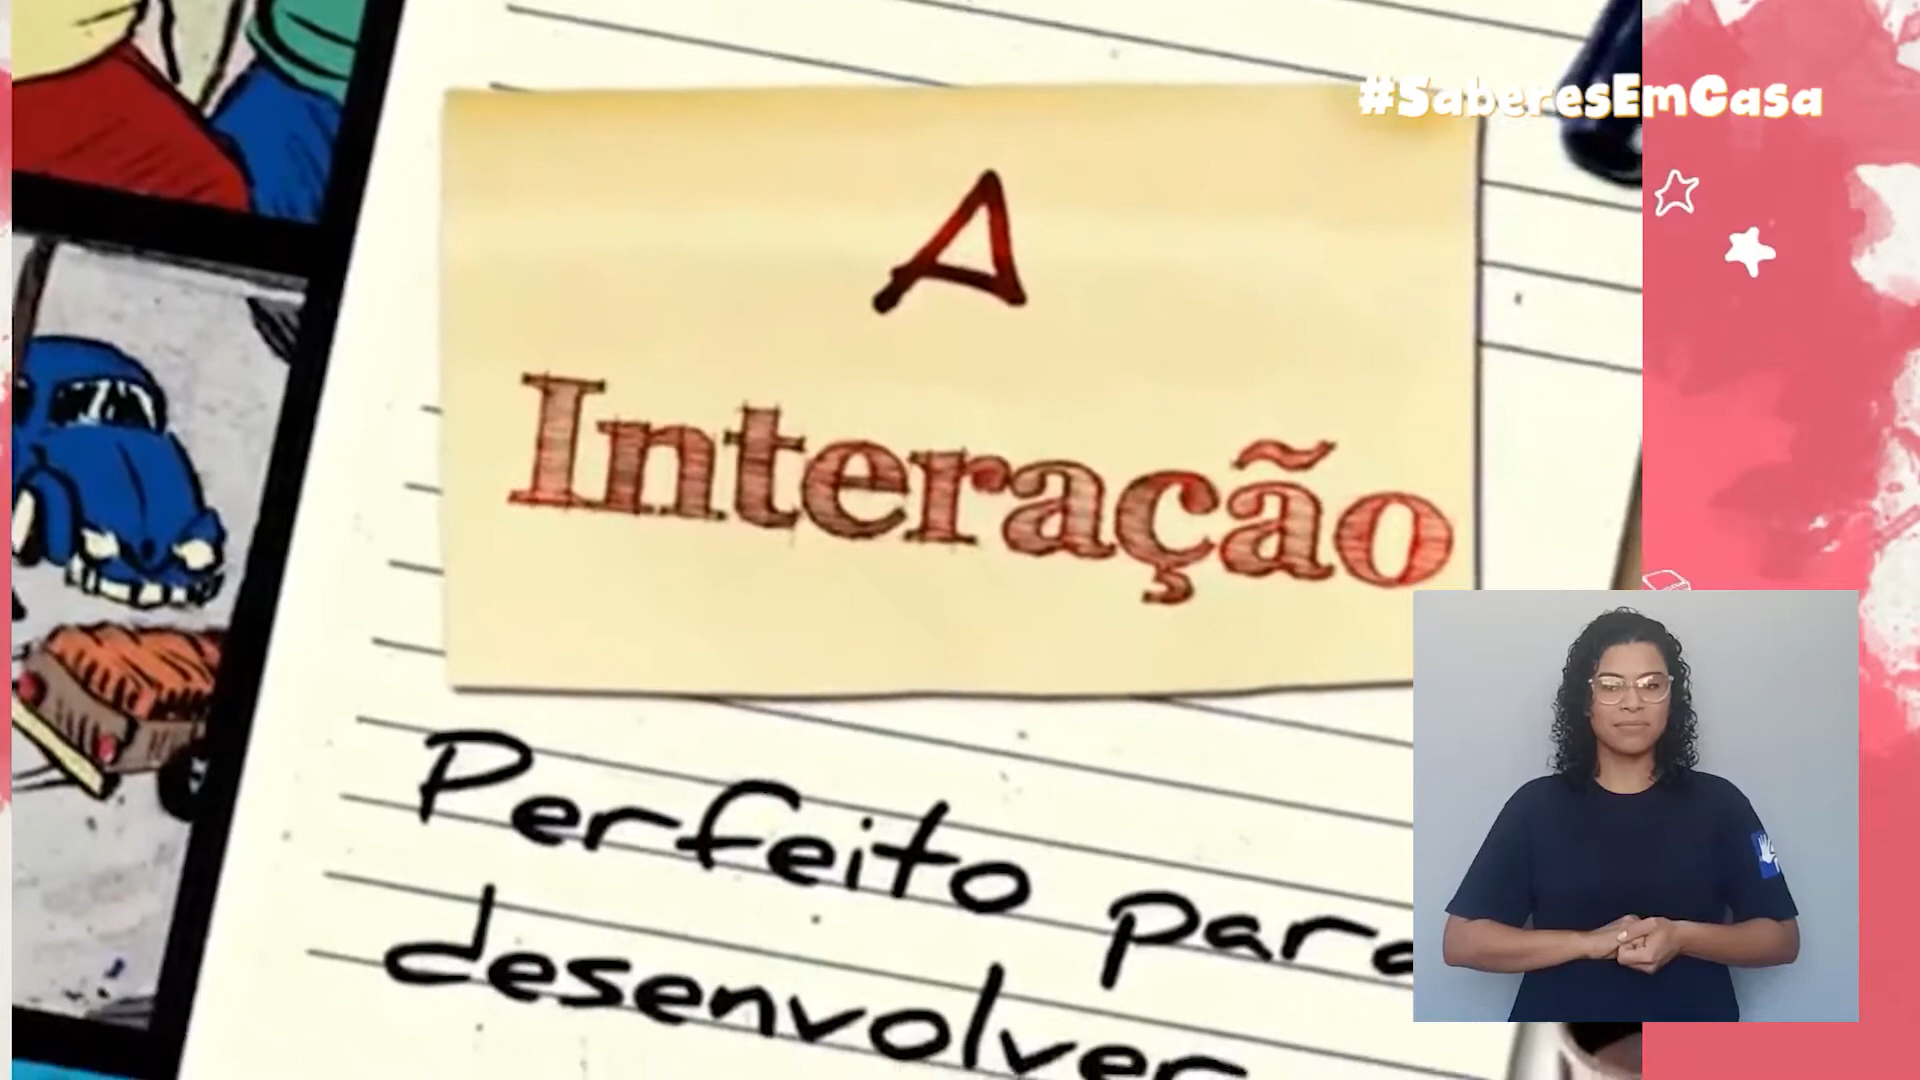 #SaberesEmCasa
A
Interação
Perfeito para
desenvolver